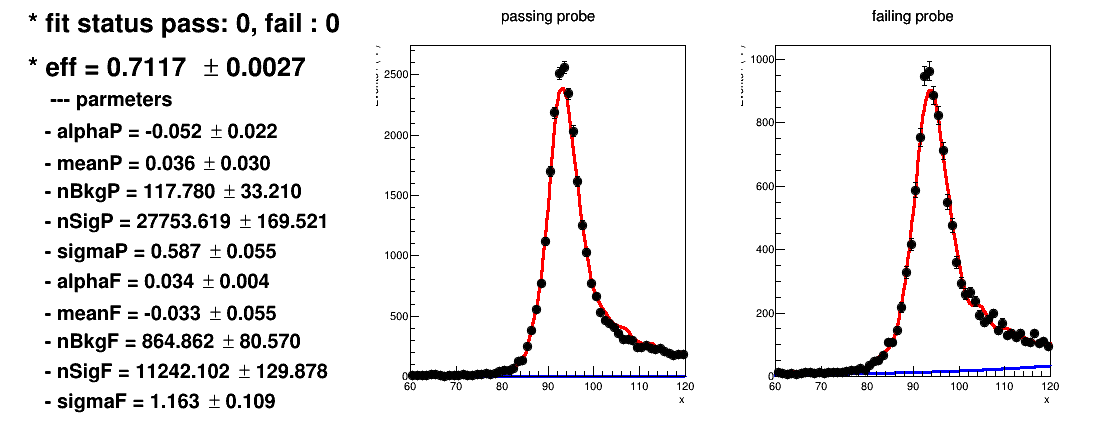 * fit status pass: 0, fail : 0
* eff = 0.7117 ± 0.0027
--- parmeters
- alphaP = -0.052 ± 0.022
- meanP = 0.036 ± 0.030
- nBkgP = 117.780 ± 33.210
- nSigP = 27753.619 ± 169.521
- sigmaP = 0.587 ± 0.055
- alphaF = 0.034 ± 0.004
- meanF = -0.033 ± 0.055
- nBkgF = 864.862 ± 80.570
- nSigF = 11242.102 ± 129.878
- sigmaF = 1.163 ± 0.109
passing probe
2500
2000
1500
1000
500
0
60 70 80 90 100 110 120
x
failing probe
1000
800
600
400
200
0
60 70 80 90 100 110 120
x